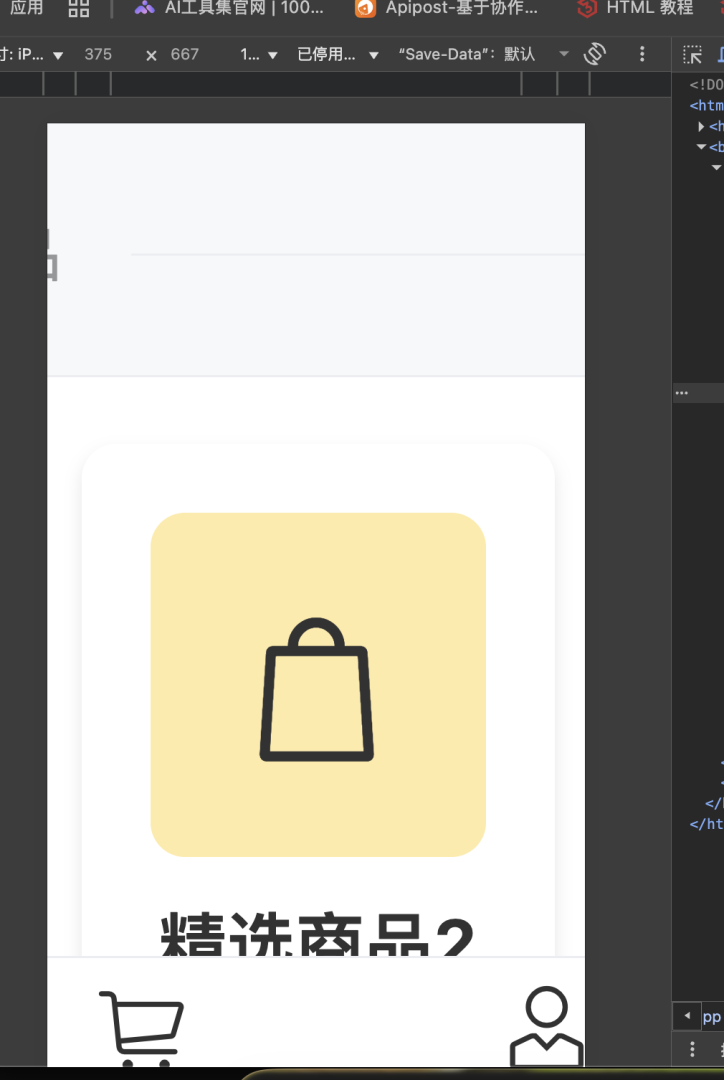 应用 AI工具集官网 | 100... Apipost-基于协作... HTML 教程
寸: iP... ▼ 375 × 667 1... ▼ 已停用... ▼ “Save-Data”: 默认
<!DO
<htm
<h
<b
品
...
精选商品2
</
</ht
pp